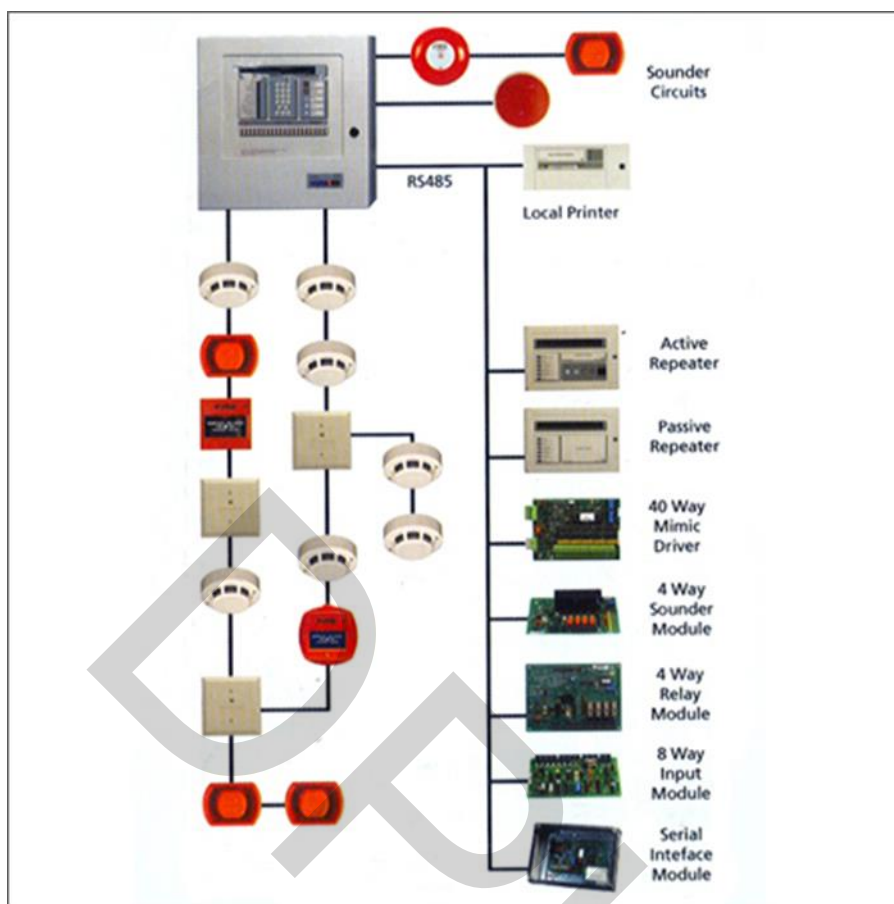 Sounder
Circuits
RS485
Local Printer
Active
Repeater
Passive
Repeater
40 Way
Mimic
Driver
4 Way
Sounder
Module
4 Way
Relay
Module
8 Way
Input
Module
Serial
Inteface
Module